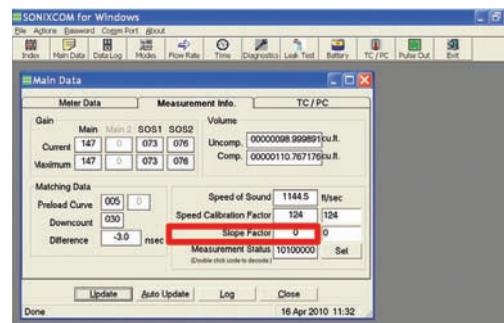 SONIXCOM for Windows
File Actions Password Comm Port About
Index Main Data Data Log Modes Flow Rate Time Diagnostics Leak Test Battery TC / PC Pulse Out Exit
Main Data
Meter Data Measurement Info. TC / PC
Gain Volume
Main Main 2 SOS1 SOS2
Current 147 0 073 076 Uncomp. 00000098.999891 cu.ft.
Maximum 147 0 073 076 Comp. 00000110.767176 cu.ft.
Matching Data
Preload Curve 005 0 Speed of Sound 1144.5 ft/sec
Downcount 030 Speed Calibration Factor 124 124
Difference -3.0 nsec Slope Factor 0 0
Measurement Status 10100000 Set
(Double click code to decode.)
Update Auto Update Log Close
Done 16 Apr 2010 11:32